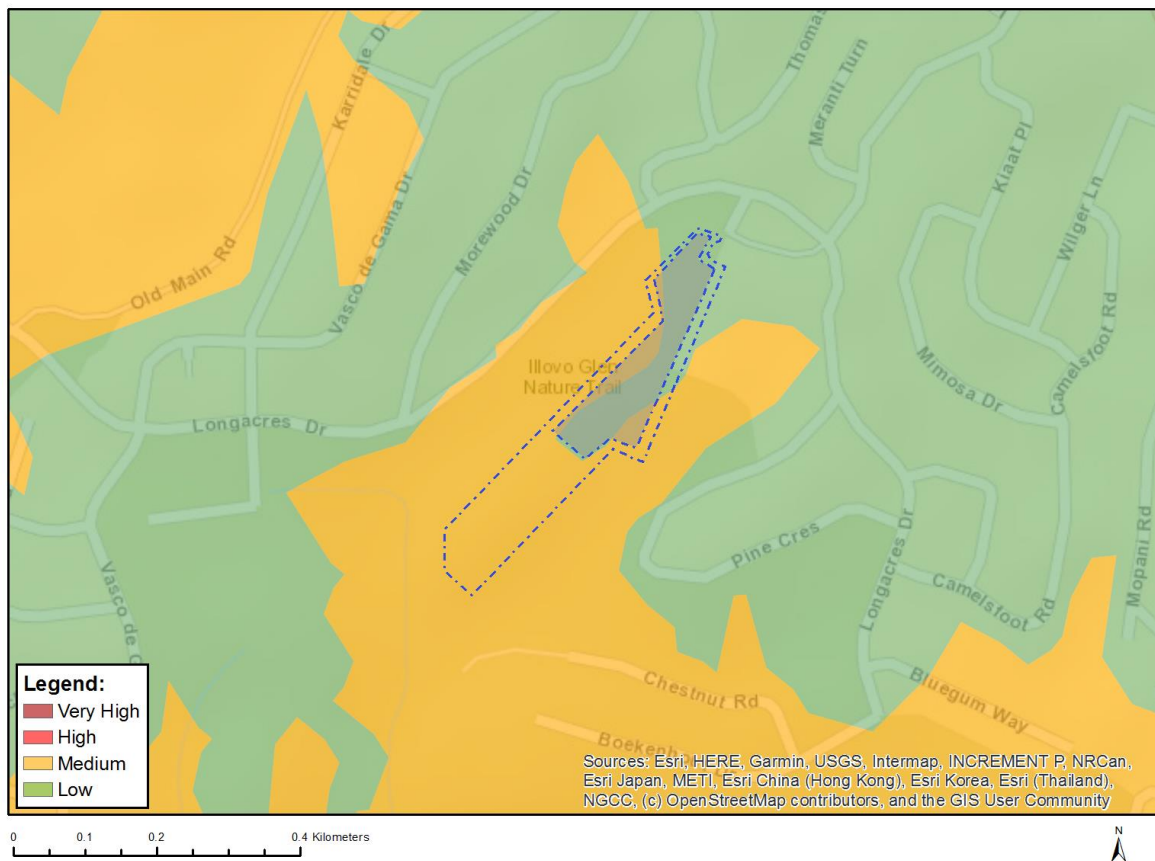 Karridale Dr
Thomas
Meranti Turn
Kiaat Pl
Wilger Ln
Vasco de Gama Dr
Morewood Dr
Old Main Rd
Camelsfoot Rd
Illovo Glen
Nature Trail
Mimosa Dr
Longacres Dr
Pine Cres
Longacres Dr
Mopani Rd
Camelsfoot Rd
Vasco de G
Legend:
Very High
High
Medium
Low
Chestnut Rd
Bluegum Way
Sources: Esri, HERE, Garmin, USGS, Intermap, INCREMENT P, NRCan,
Esri Japan, METI, Esri China (Hong Kong), Esri Korea, Esri (Thailand),
NGCC, (c) OpenStreetMap contributors, and the GIS User Community
0 0.1 0.2 0.4 Kilometers
N